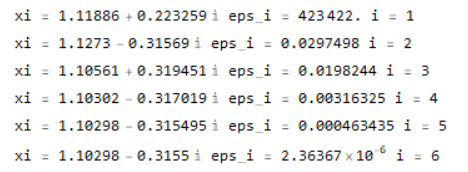 xi = 1.11886 + 0.223259 i eps_i = 423422. i = 1
xi = 1.1273 - 0.31569 i eps_i = 0.0297498 i = 2
xi = 1.10561 + 0.319451 i eps_i = 0.0198244 i = 3
xi = 1.10302 - 0.317019 i eps_i = 0.00316325 i = 4
xi = 1.10298 - 0.315495 i eps_i = 0.000463435 i = 5
xi = 1.10298 - 0.3155 i eps_i = 2.36367×10⁻⁶ i = 6